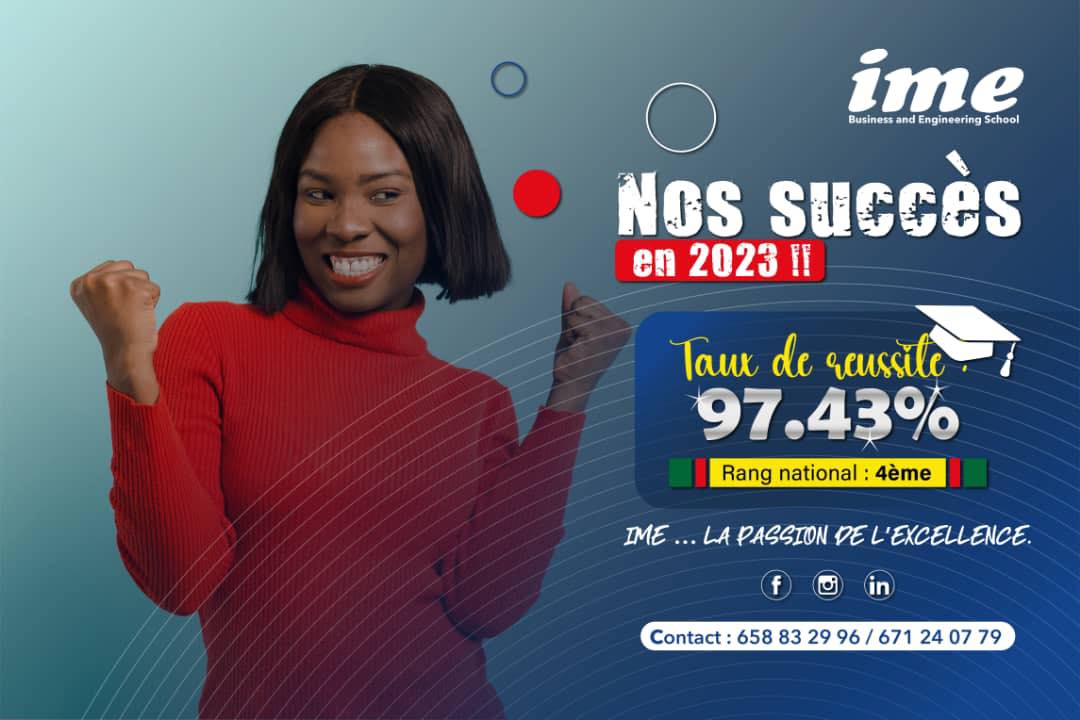 ime
Business and Engineering School
Nos succès
en 2023 !!
Taux de reussite :
97.43%
Rang national : 4ème
IME ... LA PASSION DE L'EXCELLENCE.
f in
Contact : 658 83 29 96 / 671 24 07 79